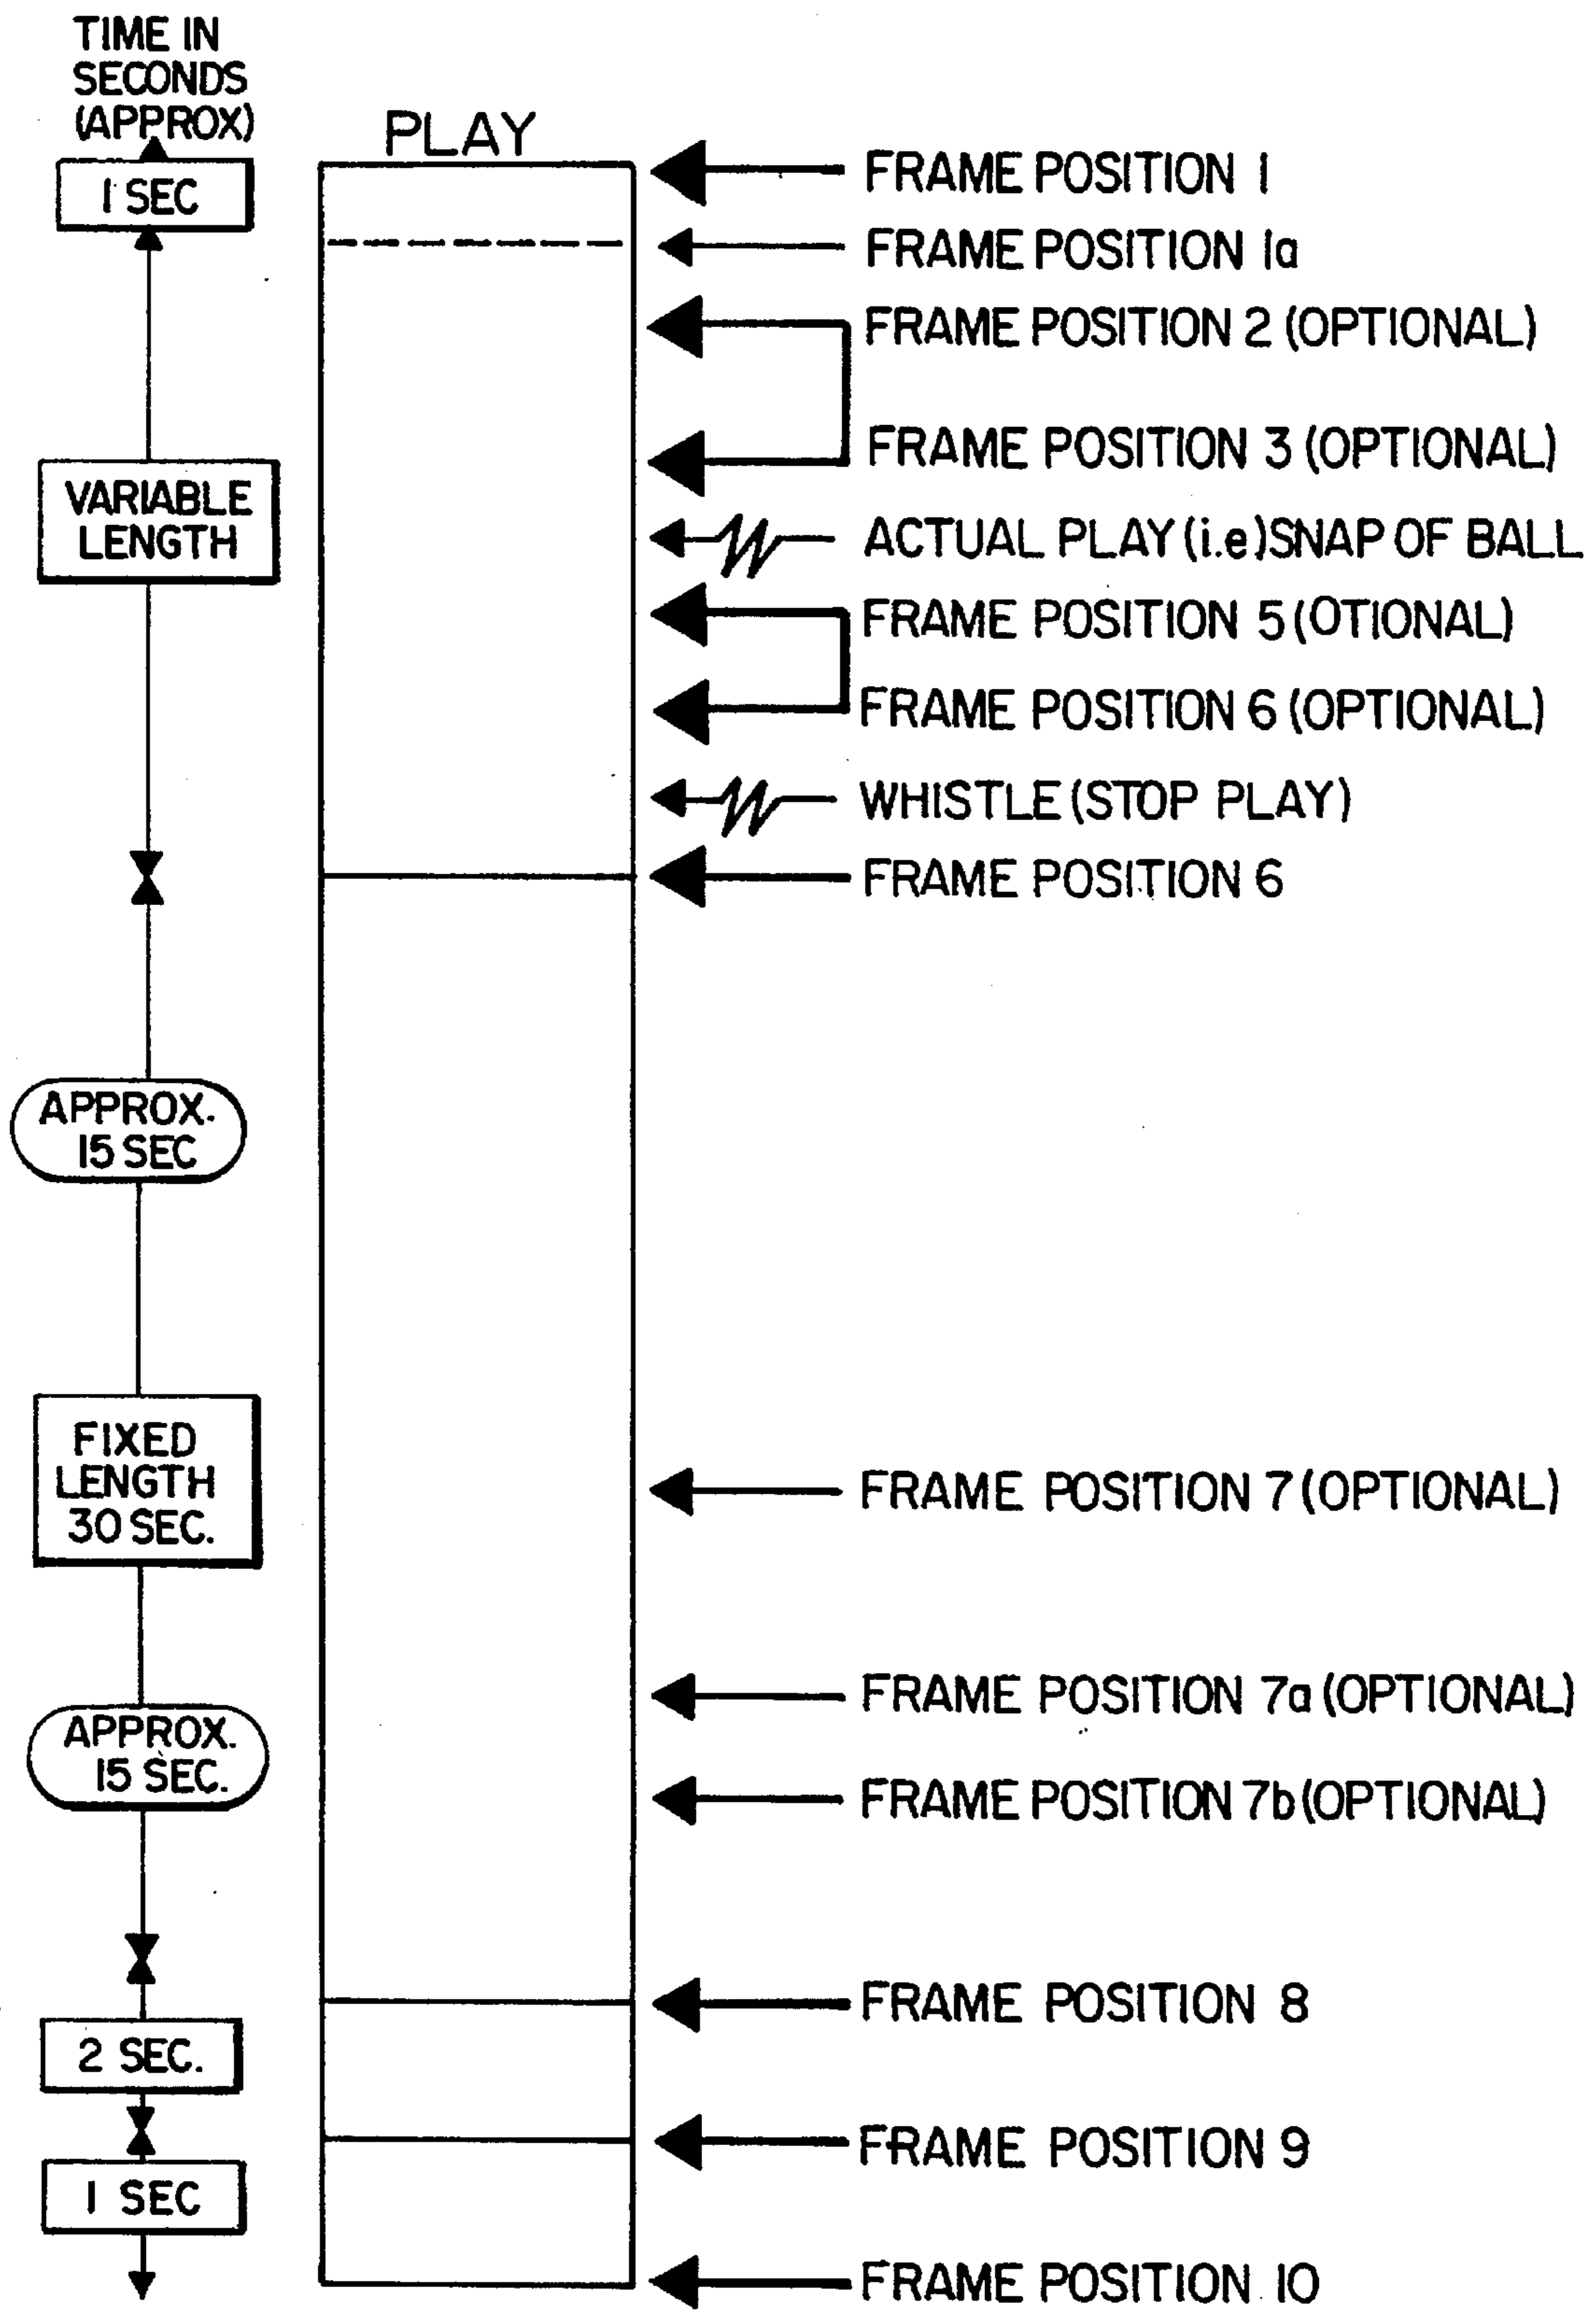 TIME IN
SECONDS
(APPROX)
PLAY
1 SEC
FRAME POSITION 1
FRAME POSITION 1a
FRAME POSITION 2 (OPTIONAL)
FRAME POSITION 3 (OPTIONAL)
VARIABLE
LENGTH
ACTUAL PLAY (i.e) SNAP OF BALL
FRAME POSITION 5 (OTIONAL)
FRAME POSITION 6 (OPTIONAL)
WHISTLE (STOP PLAY)
FRAME POSITION 6
APPROX.
15 SEC
FIXED
LENGTH
30 SEC.
FRAME POSITION 7 (OPTIONAL)
FRAME POSITION 7a (OPTIONAL)
APPROX.
15 SEC.
FRAME POSITION 7b (OPTIONAL)
FRAME POSITION 8
2 SEC.
FRAME POSITION 9
1 SEC
FRAME POSITION 10